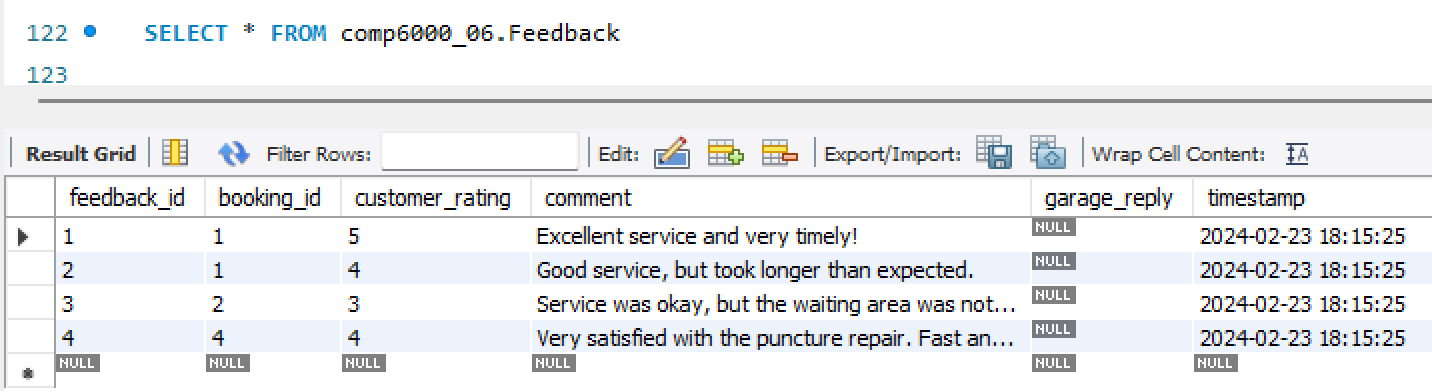 122 SELECT * FROM comp6000_06.Feedback
123
Result Grid Filter Rows: Edit: Export/Import: Wrap Cell Content: IA
feedback_id booking_id customer_rating comment garage_reply timestamp
1 1 5 Excellent service and very timely! NULL 2024-02-23 18:15:25
2 1 4 Good service, but took longer than expected. NULL 2024-02-23 18:15:25
3 2 3 Service was okay, but the waiting area was not... NULL 2024-02-23 18:15:25
4 4 4 Very satisfied with the puncture repair. Fast an... NULL 2024-02-23 18:15:25
NULL NULL NULL NULL NULL NULL